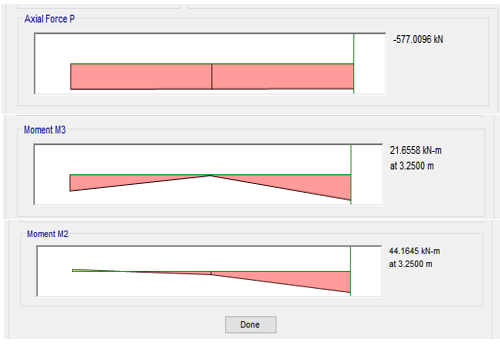 Axial Force P
-577.0096 kN
Moment M3
21.6558 kN-m
at 3.2500 m
Moment M2
44.1645 kN-m
at 3.2500 m
Done